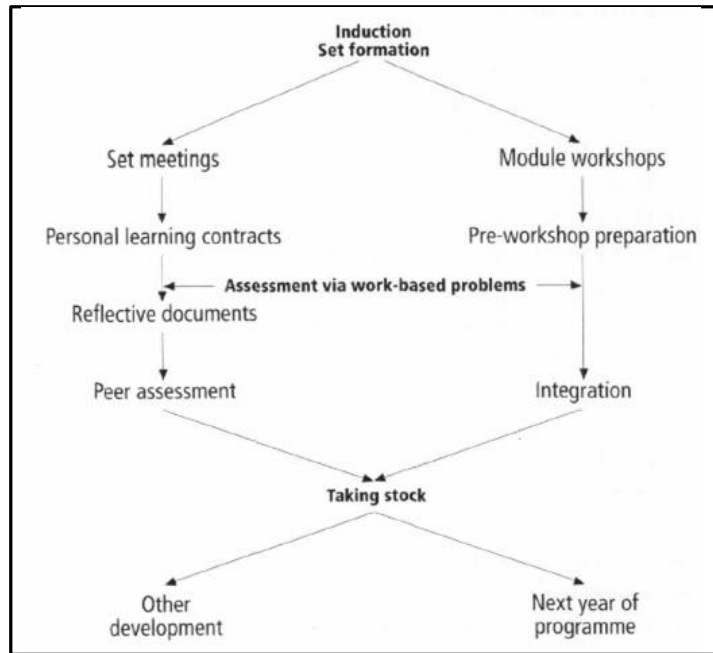 Induction
Set formation
Set meetings
Module workshops
Personal learning contracts
Pre-workshop preparation
Assessment via work-based problems
Reflective documents
Peer assessment
Integration
Taking stock
Other
development
Next year of
programme